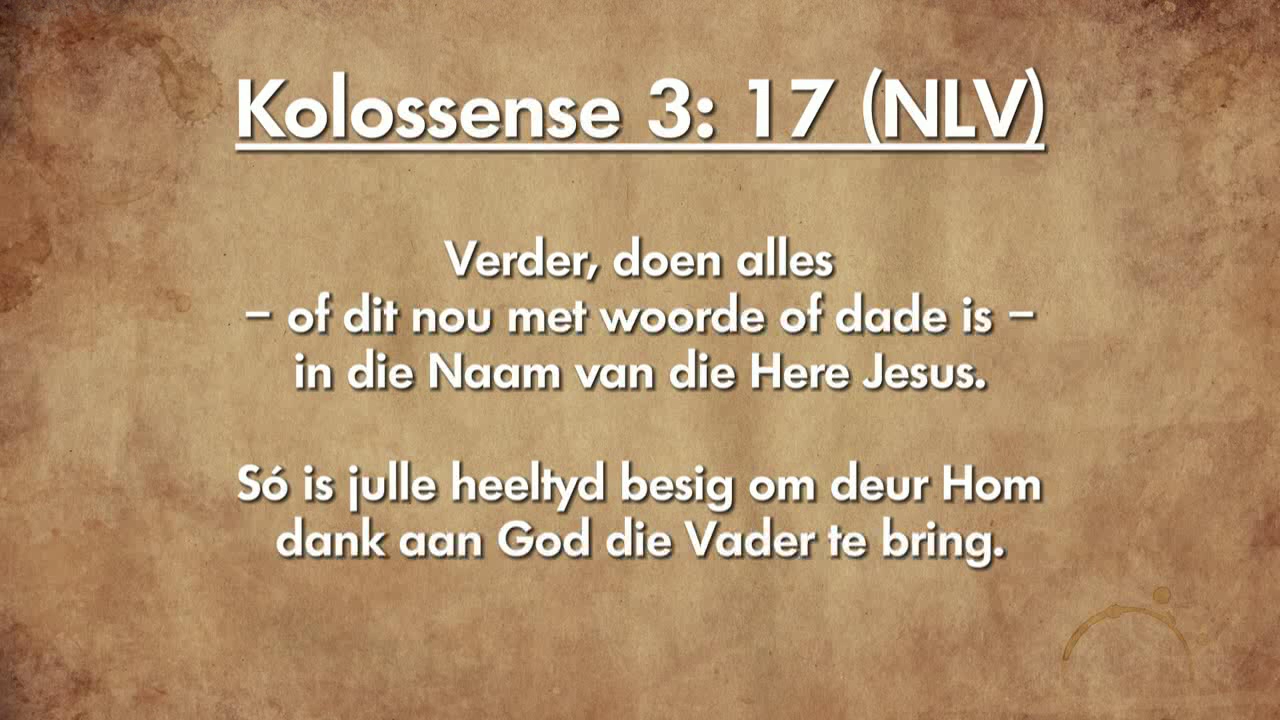 Kolossense 3: 17 (NLV)
Verder, doen alles
– of dit nou met woorde of dade is –
in die Naam van die Here Jesus.
Só is julle heeltyd besig om deur Hom
dank aan God die Vader te bring.